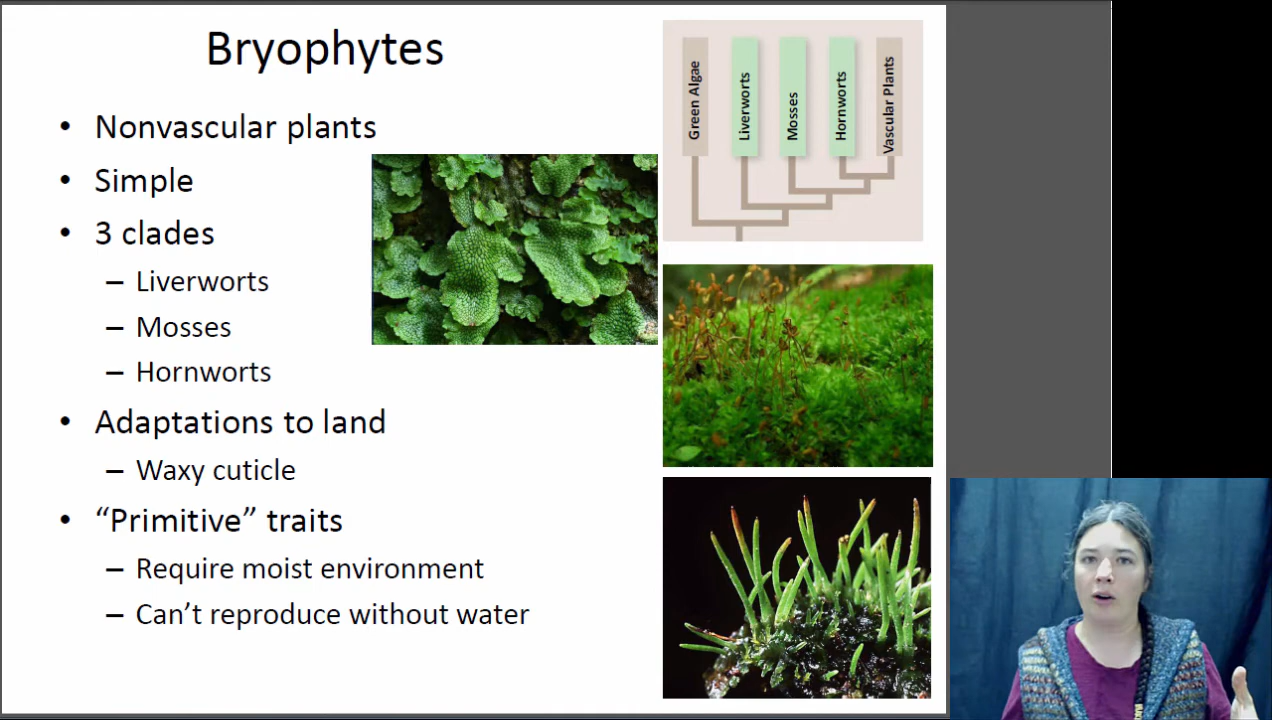 Bryophytes
• Nonvascular plants
• Simple
• 3 clades
– Liverworts
– Mosses
– Hornworts
• Adaptations to land
– Waxy cuticle
• “Primitive” traits
– Require moist environment
– Can’t reproduce without water
Green Algae
Liverworts
Mosses
Hornworts
Vascular Plants